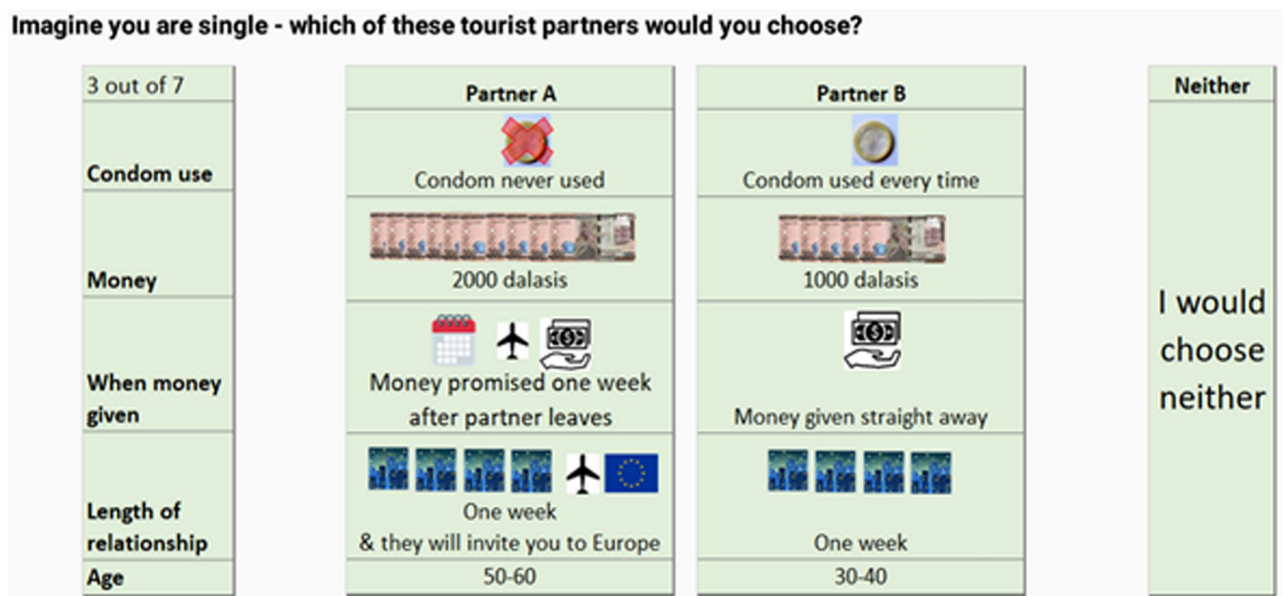 Imagine you are single - which of these tourist partners would you choose?
3 out of 7
Partner A
Partner B
Neither
Condom use
Condom never used
Condom used every time
Money
2000 dalasis
1000 dalasis
When money
given
Money promised one week
after partner leaves
Money given straight away
Length of
relationship
One week
& they will invite you to Europe
One week
Age
50-60
30-40
I would
choose
neither